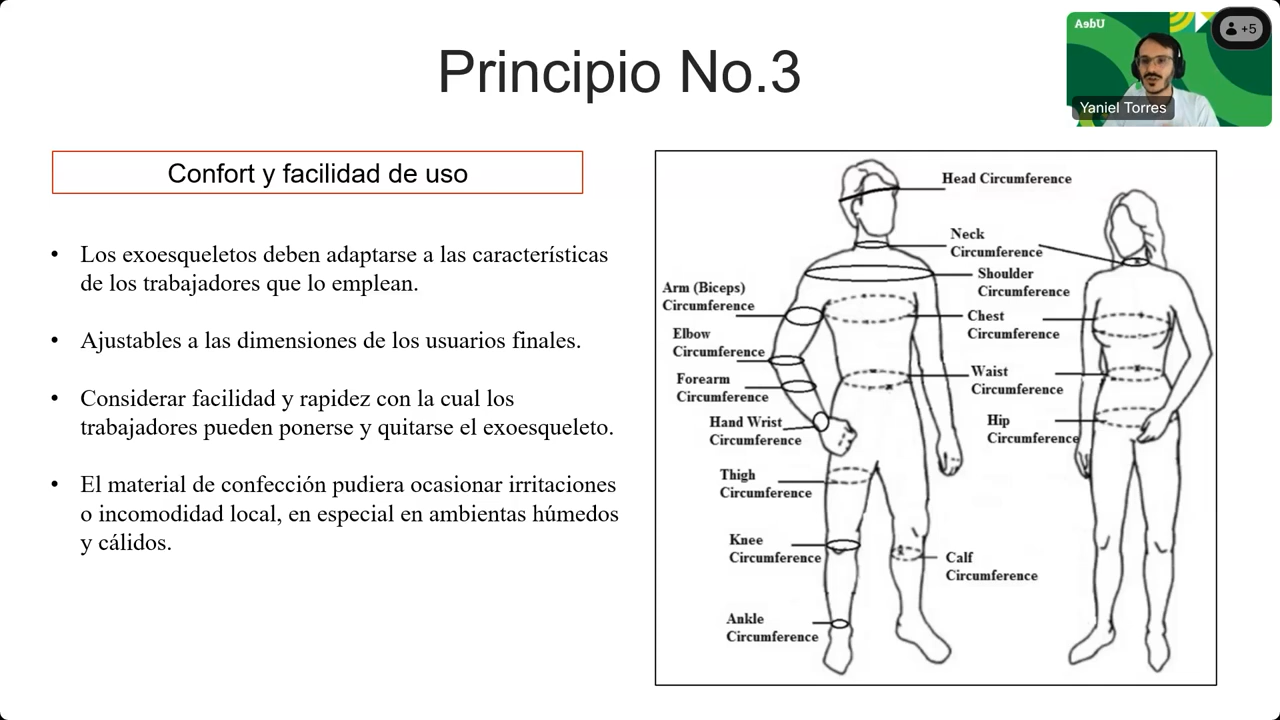 Principio No.3
AebU
+5
Yaniel Torres
Confort y facilidad de uso
• Los exoesqueletos deben adaptarse a las características
de los trabajadores que lo emplean.
• Ajustables a las dimensiones de los usuarios finales.
• Considerar facilidad y rapidez con la cual los
trabajadores pueden ponerse y quitarse el exoesqueleto.
• El material de confección pudiera ocasionar irritaciones
o incomodidad local, en especial en ambientas húmedos
y cálidos.
Head Circumference
Neck
Circumference
Shoulder
Circumference
Arm (Biceps)
Circumference
Chest
Circumference
Elbow
Circumference
Forearm
Circumference
Waist
Circumference
Hand Wrist
Circumference
Hip
Circumference
Thigh
Circumference
Knee
Circumference
Calf
Circumference
Ankle
Circumference